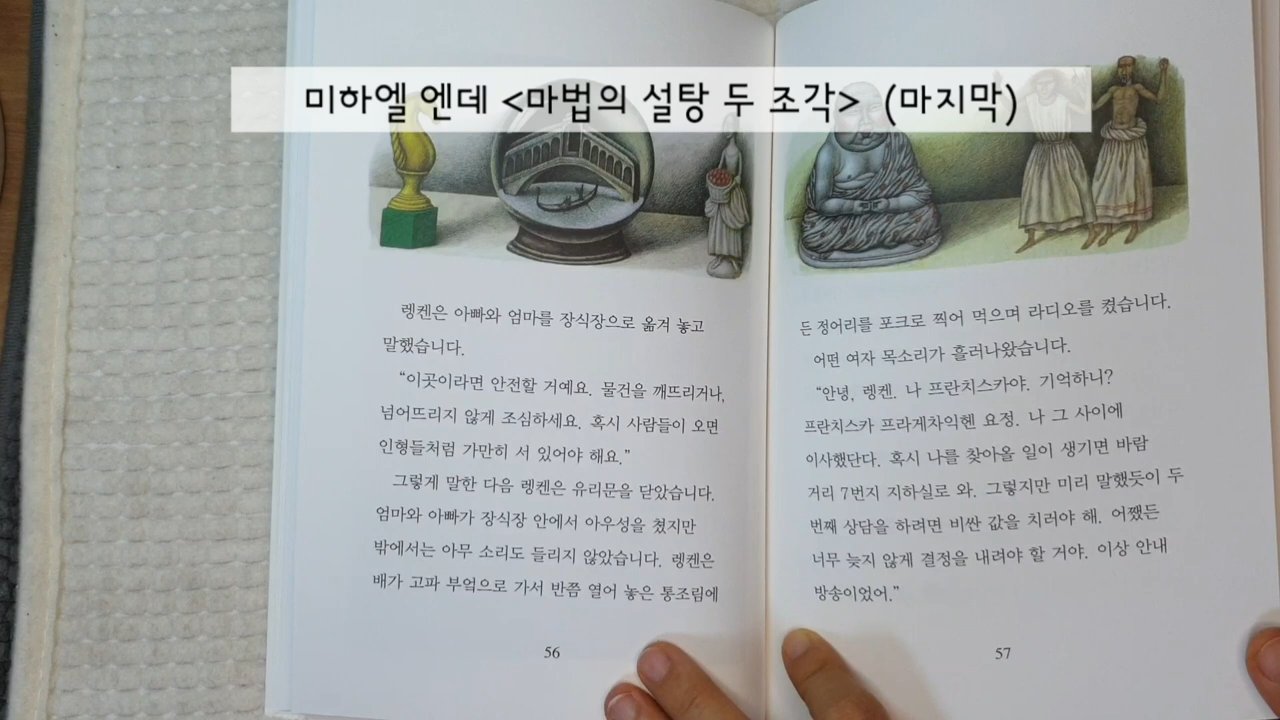 미하엘 엔데 <마법의 설탕 두 조각> (마지막)
렝켄은 아빠와 엄마를 장식장으로 옮겨 놓고
말했습니다.
“이곳이라면 안전할 거예요. 물건을 깨뜨리거나,
넘어뜨리지 않게 조심하세요. 혹시 사람들이 오면
인형들처럼 가만히 서 있어야 해요.”
그렇게 말한 다음 렝켄은 유리문을 닫았습니다.
엄마와 아빠가 장식장 안에서 아우성을 쳤지만
밖에서는 아무 소리도 들리지 않았습니다. 렝켄은
배가 고파 부엌으로 가서 반쯤 열어 놓은 통조림에
56
든 정어리를 포크로 찍어 먹으며 라디오를 켰습니다.
어떤 여자 목소리가 흘러나왔습니다.
“안녕, 렝켄. 나 프란치스카야. 기억하니?
프란치스카 프라게차익헨 요정. 나 그 사이에
이사했단다. 혹시 나를 찾아올 일이 생기면 바람
거리 7번지 지하실로 와. 그렇지만 미리 말했듯이 두
번째 상담을 하려면 비싼 값을 치러야 해. 어쨌든
너무 늦지 않게 결정을 내려야 할 거야. 이상 안내
방송이었어.”
57